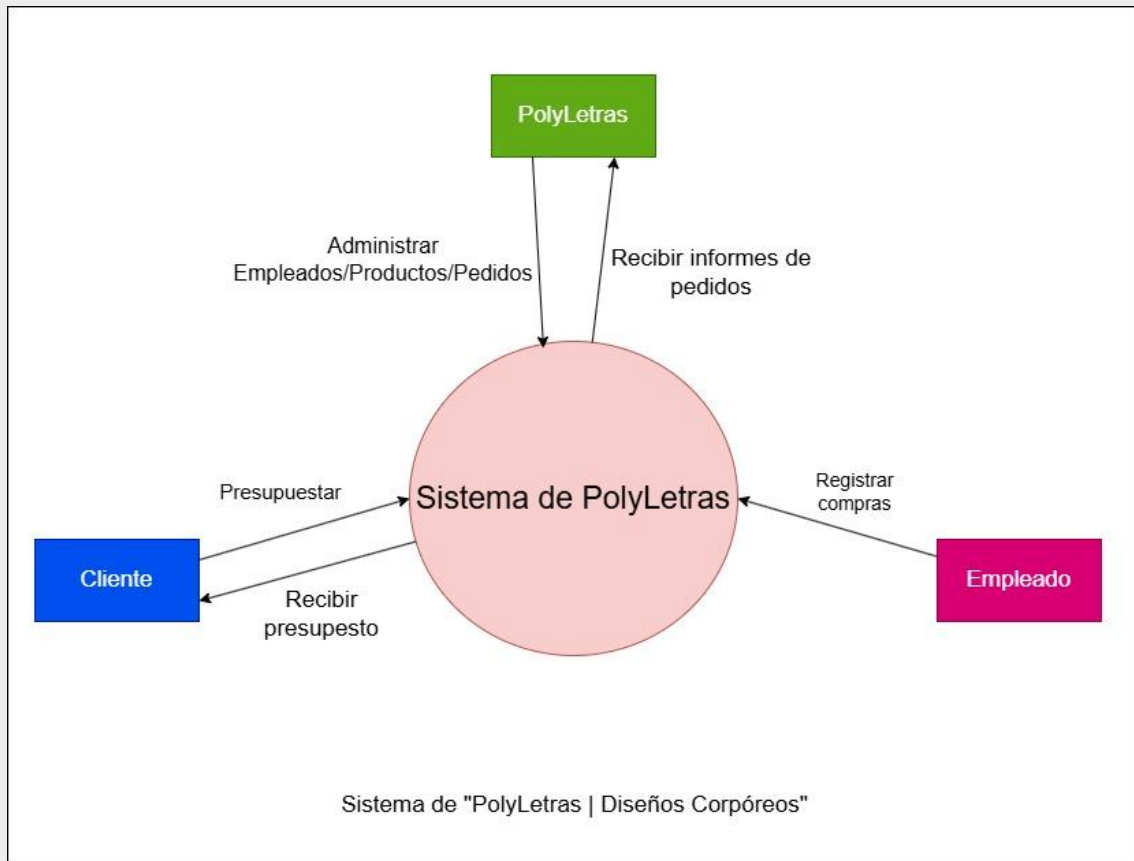 PolyLetras
Administrar
Empleados/Productos/Pedidos
Recibir informes de
pedidos
Sistema de PolyLetras
Presupuestar
Registrar
compras
Cliente
Recibir
presupesto
Empleado
Sistema de "PolyLetras | Diseños Corpóreos"